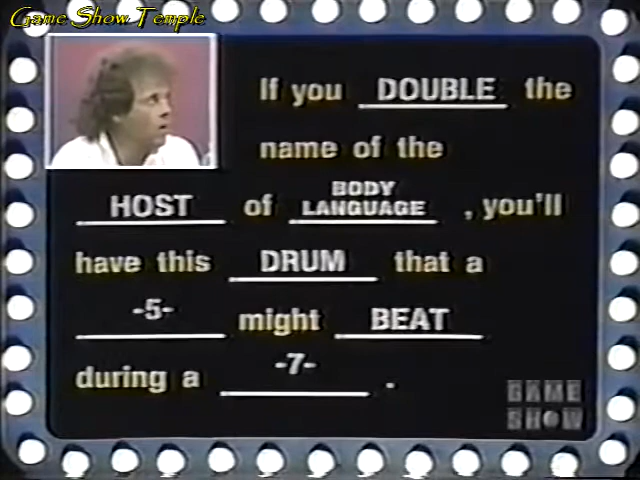 Game Show Temple
If you DOUBLE the
name of the
HOST of BODY LANGUAGE , you'll
have this DRUM that a
-5- might BEAT
during a -7- .
GAME
SHOW